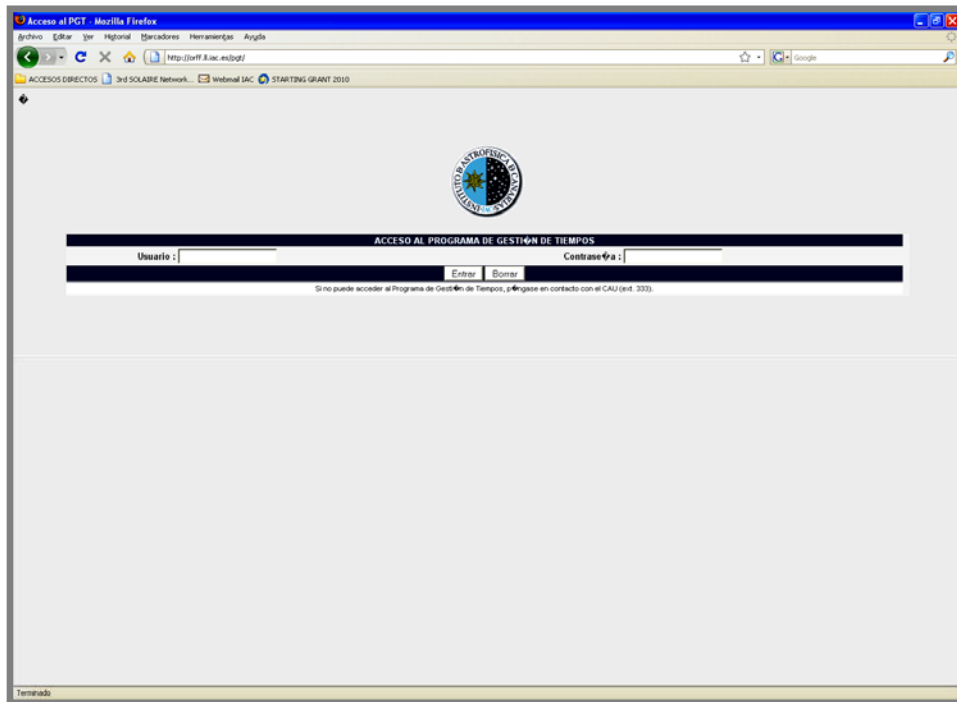 Acceso al PGT - Mozilla Firefox
Archivo Editar Ver Historial Marcadores Herramientas Ayuda
http://orff.ll.iac.es/pgt/
Google
ACCESOS DIRECTOS 3rd SOLAIRE Network... Webmail IAC STARTING GRANT 2010
�
INSTITUTO DE ASTROFISICA DE CANARIAS
IAC
ACCESO AL PROGRAMA DE GESTI�N DE TIEMPOS
Usuario : Contrase�a :
Entrar Borrar
Si no puede acceder al Programa de Gesti�n de Tiempos, p�ngase en contacto con el CAU (ext. 333).
Terminado